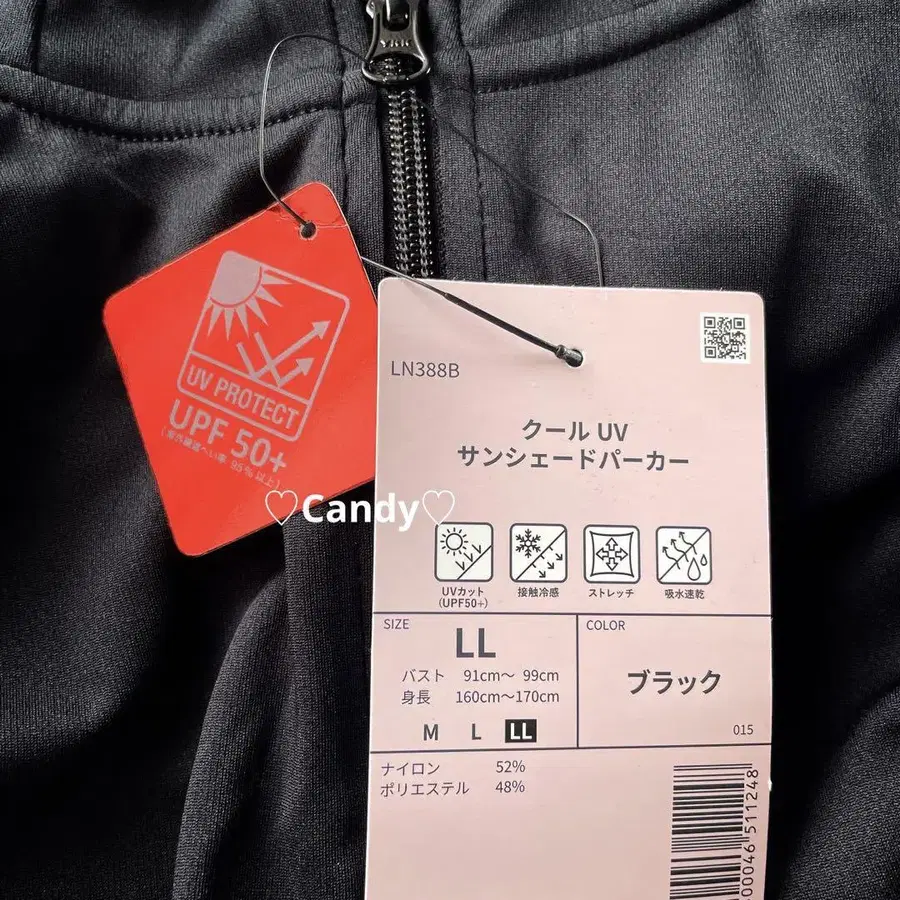 YKK
UV PROTECT
UPF 50+
(紫外線遮へい率 95%以上)
♡Candy♡
LN388B
クール UV
サンシェードパーカー
UVカット
(UPF50+)
接触冷感
ストレッチ
吸水速乾
SIZE
LL
バスト 91cm〜 99cm
身長 160cm〜170cm
M L LL
COLOR
ブラック
015
ナイロン 52%
ポリエステル 48%
00046 511248